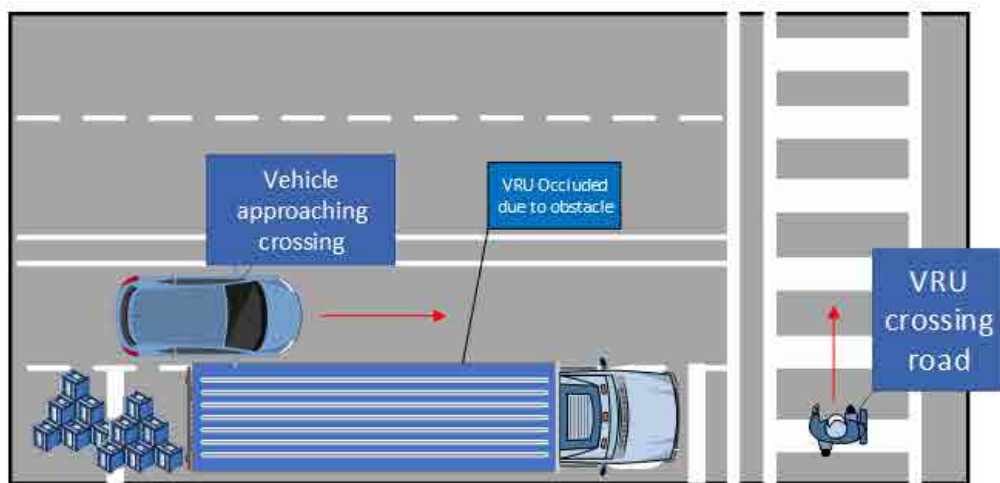 Vehicle
approaching
crossing
VRU Occluded
due to obstacle
VRU
crossing
road